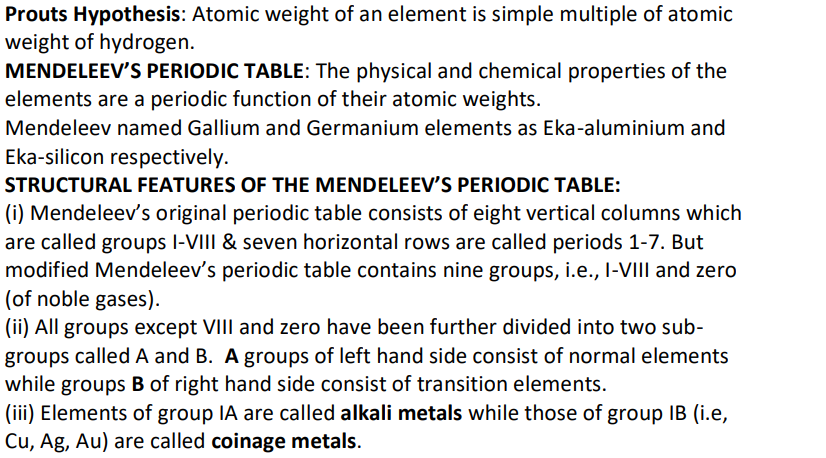 Prouts Hypothesis: Atomic weight of an element is simple multiple of atomic
weight of hydrogen.
MENDELEEV’S PERIODIC TABLE: The physical and chemical properties of the
elements are a periodic function of their atomic weights.
Mendeleev named Gallium and Germanium elements as Eka-aluminium and
Eka-silicon respectively.
STRUCTURAL FEATURES OF THE MENDELEEV’S PERIODIC TABLE:
(i) Mendeleev’s original periodic table consists of eight vertical columns which
are called groups I-VIII & seven horizontal rows are called periods 1-7. But
modified Mendeleev’s periodic table contains nine groups, i.e., I-VIII and zero
(of noble gases).
(ii) All groups except VIII and zero have been further divided into two sub-
groups called A and B. A groups of left hand side consist of normal elements
while groups B of right hand side consist of transition elements.
(iii) Elements of group IA are called alkali metals while those of group IB (i.e,
Cu, Ag, Au) are called coinage metals.